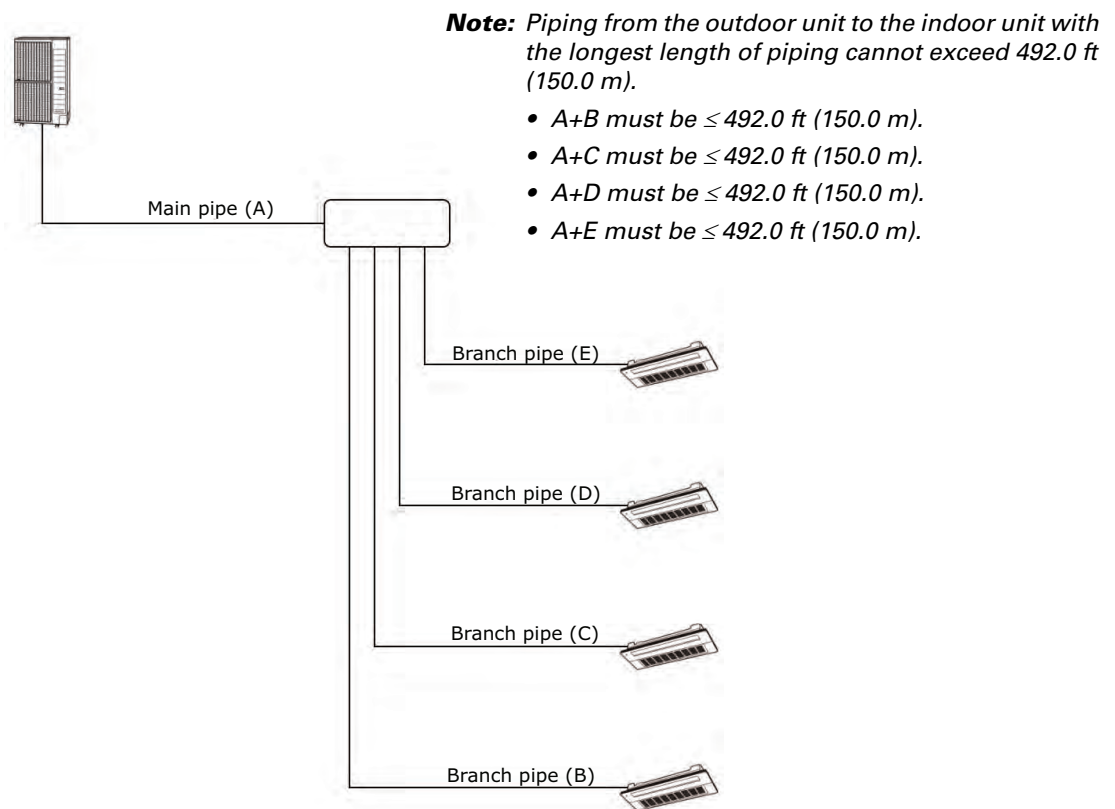 Note: Piping from the outdoor unit to the indoor unit with
the longest length of piping cannot exceed 492.0 ft
(150.0 m).
• A+B must be ≤ 492.0 ft (150.0 m).
• A+C must be ≤ 492.0 ft (150.0 m).
• A+D must be ≤ 492.0 ft (150.0 m).
• A+E must be ≤ 492.0 ft (150.0 m).
Main pipe (A)
Branch pipe (E)
Branch pipe (D)
Branch pipe (C)
Branch pipe (B)